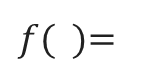 f( )=